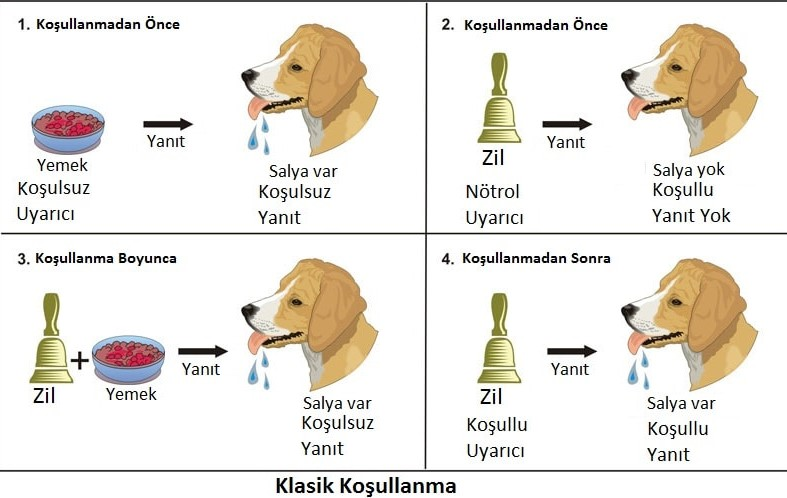 1. Koşullanmadan Önce
Yanıt
Yemek
Koşulsuz
Uyarıcı
Salya var
Koşulsuz
Yanıt
2. Koşullanmadan Önce
Zil
Yanıt
Nötrol
Uyarıcı
Salya yok
Koşullu
Yanıt Yok
3. Koşullanma Boyunca
+
Zil
Yemek
Yanıt
Salya var
Koşulsuz
Yanıt
4. Koşullanmadan Sonra
Zil
Yanıt
Koşullu
Uyarıcı
Salya var
Koşullu
Yanıt
Klasik Koşullanma